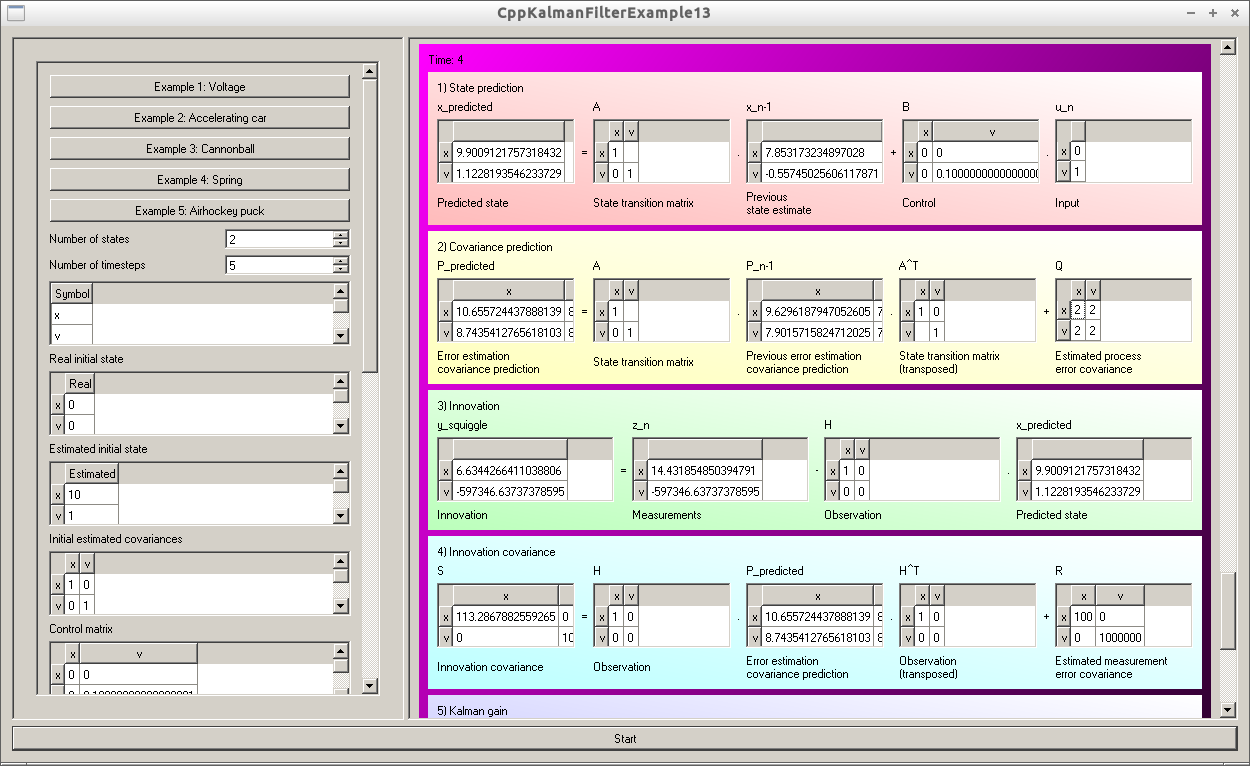 CppKalmanFilterExample13
Example 1: Voltage
Example 2: Accelerating car
Example 3: Cannonball
Example 4: Spring
Example 5: Airhockey puck
Number of states 2
Number of timesteps 5
Symbol
x
v
Real initial state
Real
x 0
v 0
Estimated initial state
Estimated
x 10
v 1
Initial estimated covariances
x v
x 1 0
v 0 1
Control matrix
x v
x 0 0
Time: 4
1) State prediction
x_predicted A x_n-1 B u_n
x v x v
x 9.9009121757318432 = x 1 . x 7.853173234897028 + x 0 0 . x 0
v 1.1228193546233729 v 0 1 v -0.55745025606117871 v 0 0.1000000000000000 v 1
Predicted state State transition matrix Previous state estimate Control Input
2) Covariance prediction
P_predicted A P_n-1 A^T Q
x x v x x v x v
x 10.655724437888139 8 = x 1 . x 9.6296187947052605 7 . x 1 0 + x 2 2
v 8.7435412765618103 8 v 0 1 v 7.9015715824712025 7 v 1 v 2 2
Error estimation covariance prediction State transition matrix Previous error estimation covariance prediction State transition matrix (transposed) Estimated process error covariance
3) Innovation
y_squiggle z_n H x_predicted
x v
x 6.6344266411038806 = x 14.431854850394791 - x 1 0 . x 9.9009121757318432
v -597346.63737378595 v -597346.63737378595 v 0 0 v 1.1228193546233729
Innovation Measurements Observation Predicted state
4) Innovation covariance
S H P_predicted H^T R
x x v x x v x v
x 113.2867882559265 0 = x 1 0 . x 10.655724437888139 8 . x 1 0 + x 100 0
v 0 10 v 0 0 v 8.7435412765618103 8 v 0 0 v 0 1000000
Innovation covariance Observation Error estimation covariance prediction Observation (transposed) Estimated measurement error covariance
5) Kalman gain
Start